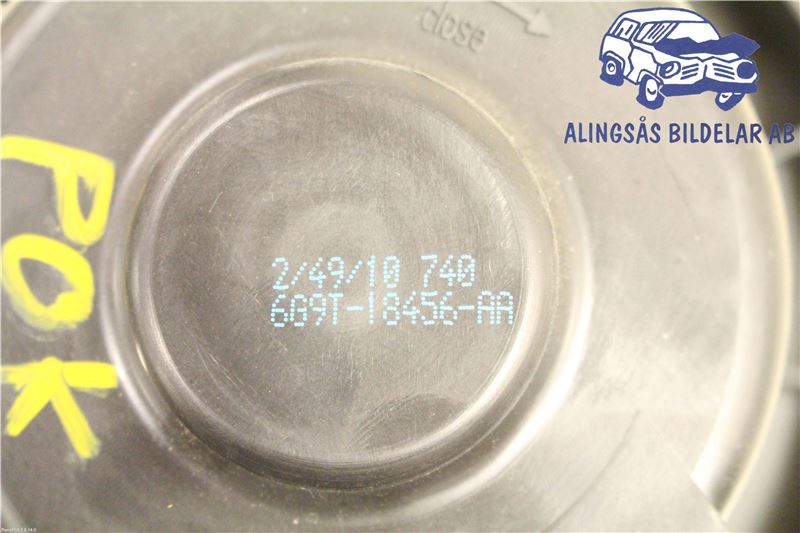 close
ALINGSÅS BILDELAR AB
2/49/10 740
6G9T-18456-AA
POK